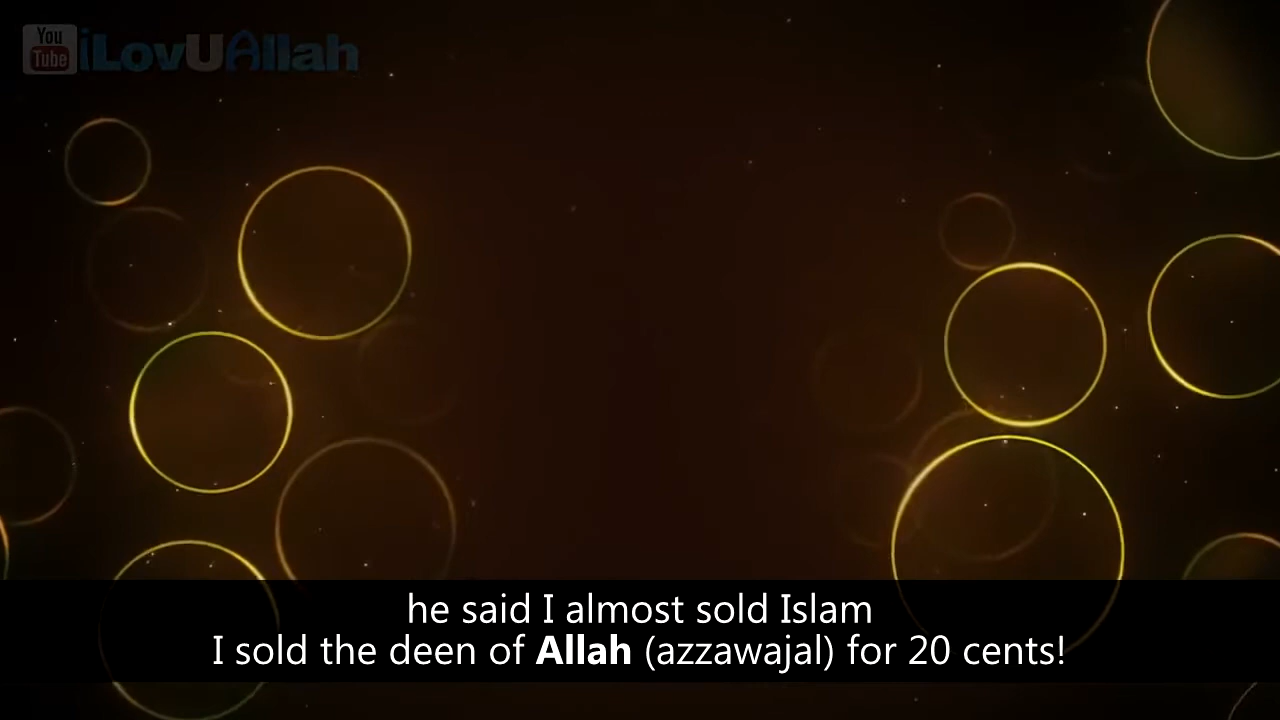 You
Tube
iLovUAllah
he said I almost sold Islam
I sold the deen of Allah (azzawajal) for 20 cents!